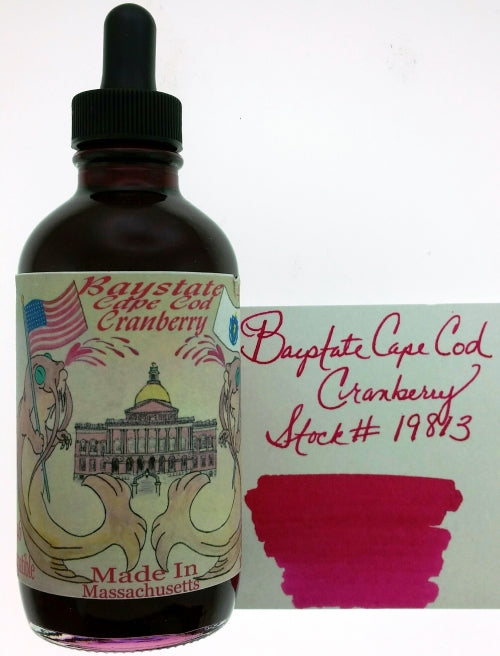 Baystate
Cape Cod
Cranberry
Made In
Massachusetts
Baystate Cape Cod
Cranberry
Stock# 19813